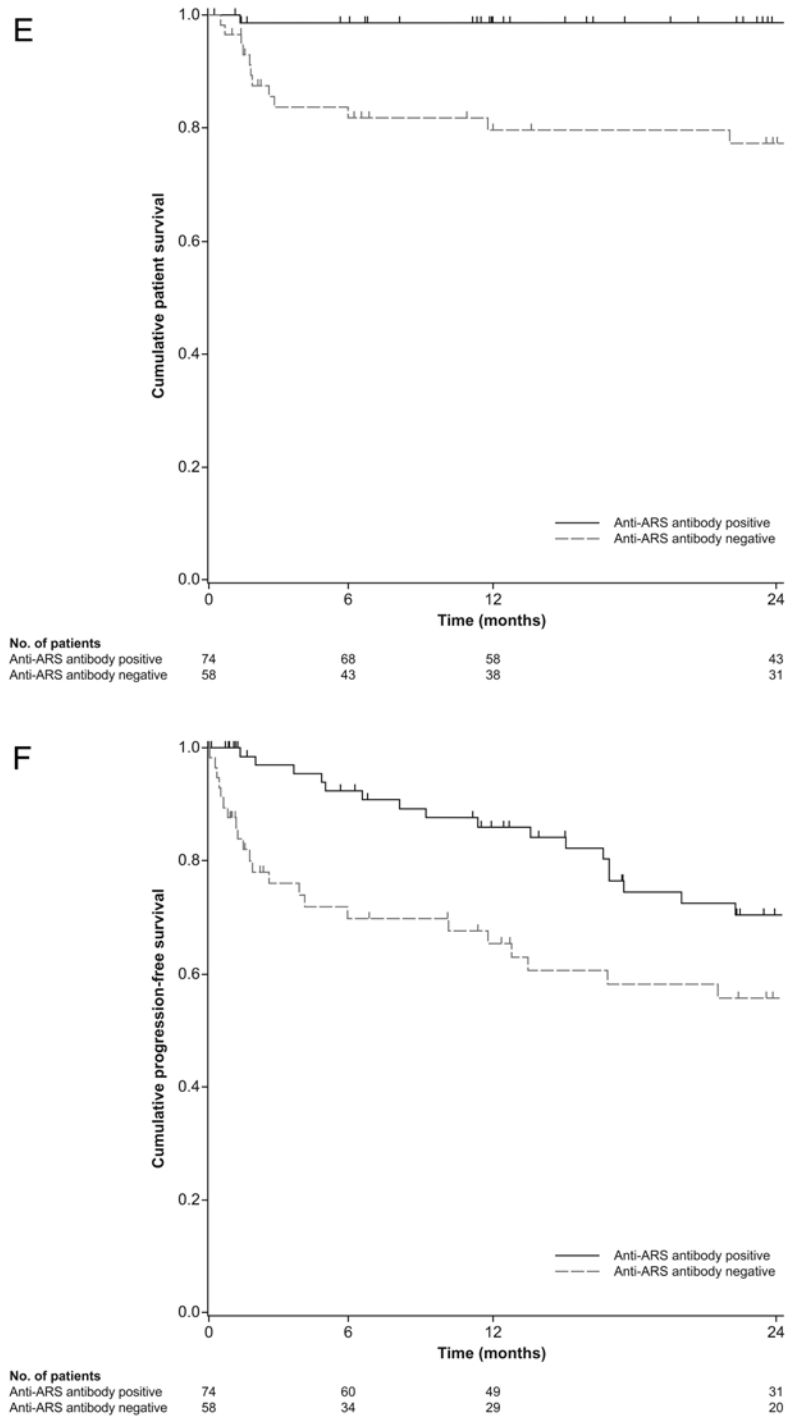 E
1.0
0.8
0.6
0.4
0.2
0.0
Cumulative patient survival
Anti-ARS antibody positive
Anti-ARS antibody negative
0 6 12 24
Time (months)
No. of patients
Anti-ARS antibody positive 74 68 58 43
Anti-ARS antibody negative 58 43 38 31
F
1.0
0.8
0.6
0.4
0.2
0.0
Cumulative progression-free survival
Anti-ARS antibody positive
Anti-ARS antibody negative
0 6 12 24
Time (months)
No. of patients
Anti-ARS antibody positive 74 60 49 31
Anti-ARS antibody negative 58 34 29 20